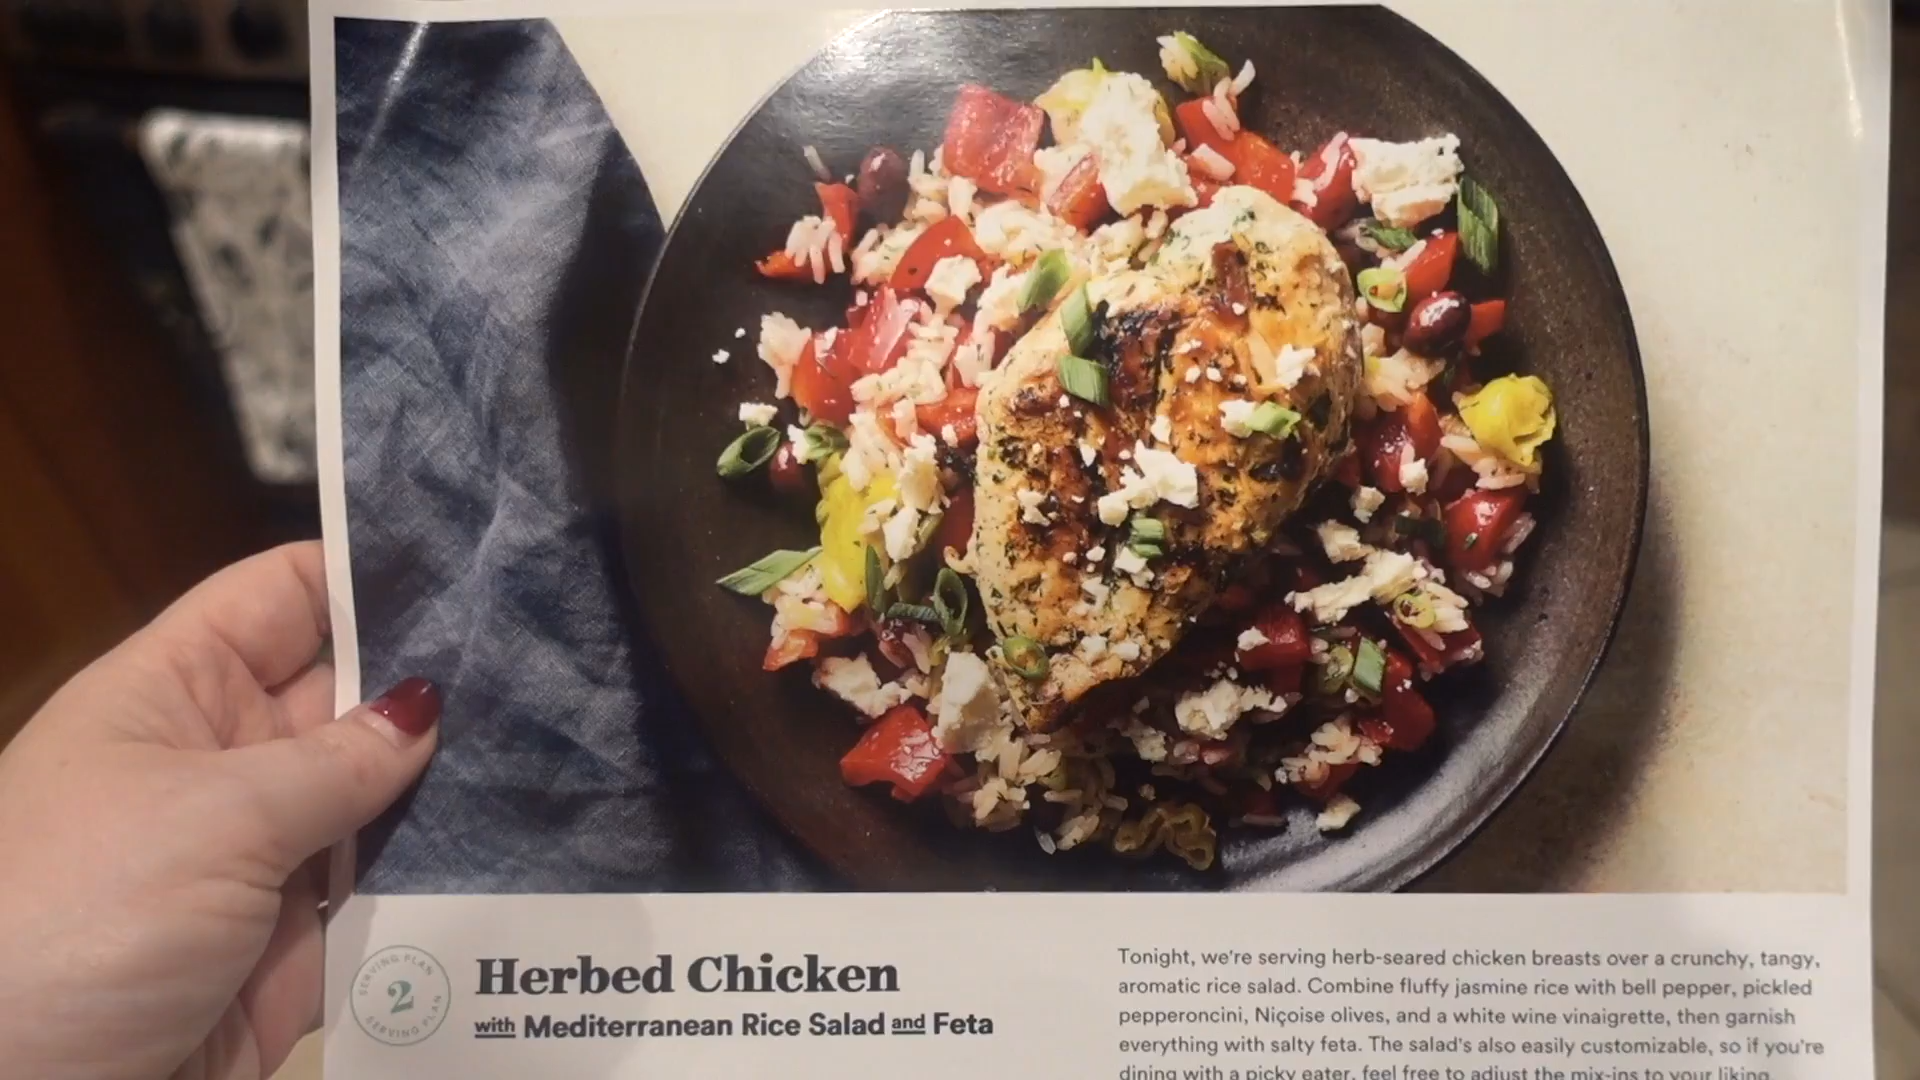 SERVING PLAN
2
SERVING PLAN
Herbed Chicken
with Mediterranean Rice Salad and Feta
Tonight, we're serving herb-seared chicken breasts over a crunchy, tangy,
aromatic rice salad. Combine fluffy jasmine rice with bell pepper, pickled
pepperoncini, Niçoise olives, and a white wine vinaigrette, then garnish
everything with salty feta. The salad's also easily customizable, so if you're
dining with a picky eater, feel free to adjust the mix-ins to your liking.